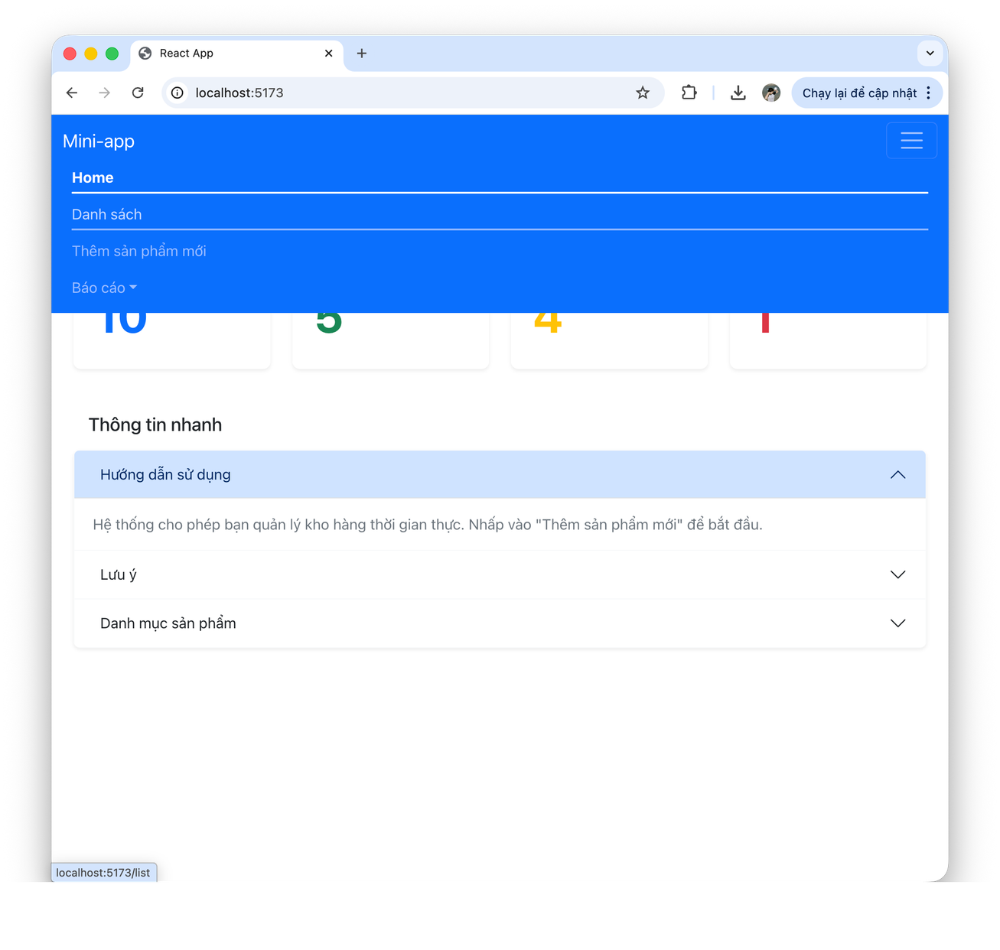 React App
localhost:5173
Chạy lại để cập nhật
Mini-app
Home
Danh sách
Thêm sản phẩm mới
Báo cáo
10
5
4
1
Thông tin nhanh
Hướng dẫn sử dụng
Hệ thống cho phép bạn quản lý kho hàng thời gian thực. Nhấp vào "Thêm sản phẩm mới" để bắt đầu.
Lưu ý
Danh mục sản phẩm
localhost:5173/list